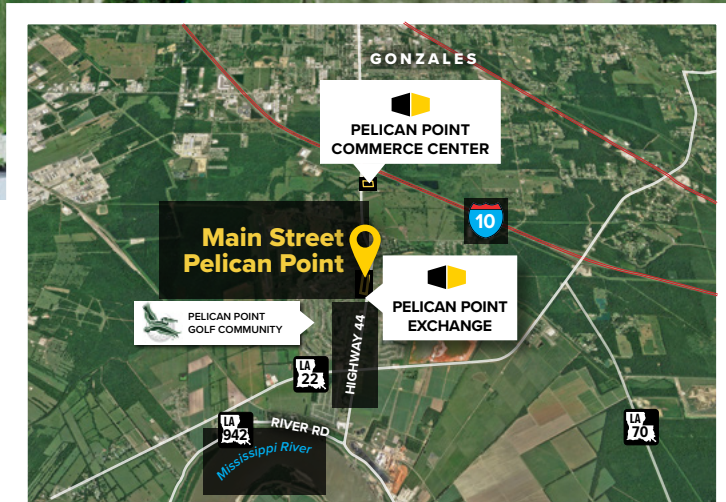 GONZALES
PELICAN POINT
COMMERCE CENTER
10
Main Street
Pelican Point
PELICAN POINT
EXCHANGE
PELICAN POINT
GOLF COMMUNITY
HIGHWAY 44
LA
22
LA
942
RIVER RD
Mississippi River
LA
70